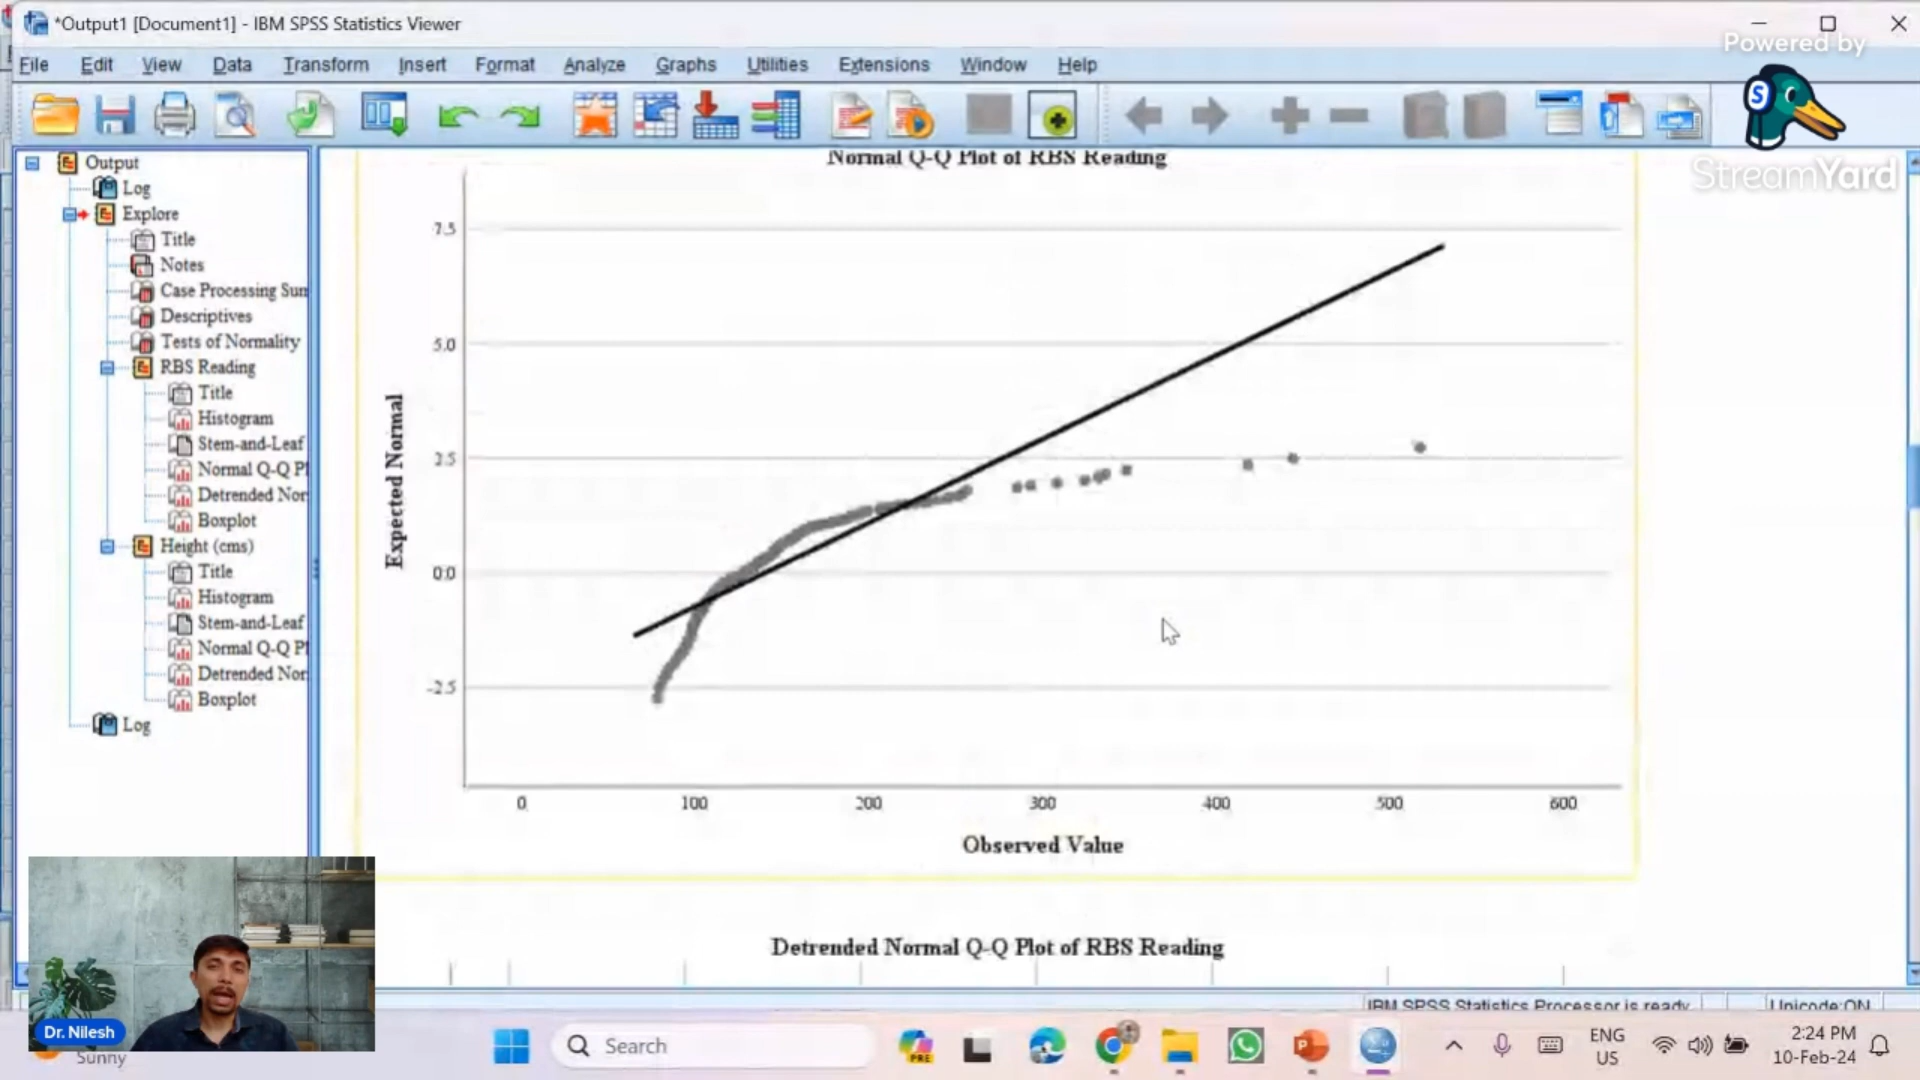 *Output1 [Document1] - IBM SPSS Statistics Viewer
Powered by
StreamYard
File Edit View Data Transform Insert Format Analyze Graphs Utilities Extensions Window Help
Output
Log
Explore
Title
Notes
Case Processing Sum
Descriptives
Tests of Normality
RBS Reading
Title
Histogram
Stem-and-Leaf
Normal Q-Q Pl
Detrended Nor
Boxplot
Height (cms)
Title
Histogram
Stem-and-Leaf
Normal Q-Q Pl
Detrended Nor
Boxplot
Log
Normal Q-Q Plot of RBS Reading
7.5
5.0
2.5
0.0
-2.5
Expected Normal
0 100 200 300 400 500 600
Observed Value
Detrended Normal Q-Q Plot of RBS Reading
IBM SPSS Statistics Processor is ready
Unicode:ON
Dr. Nilesh
Sunny
Search
PRE
ENG
US
2:24 PM
10-Feb-24